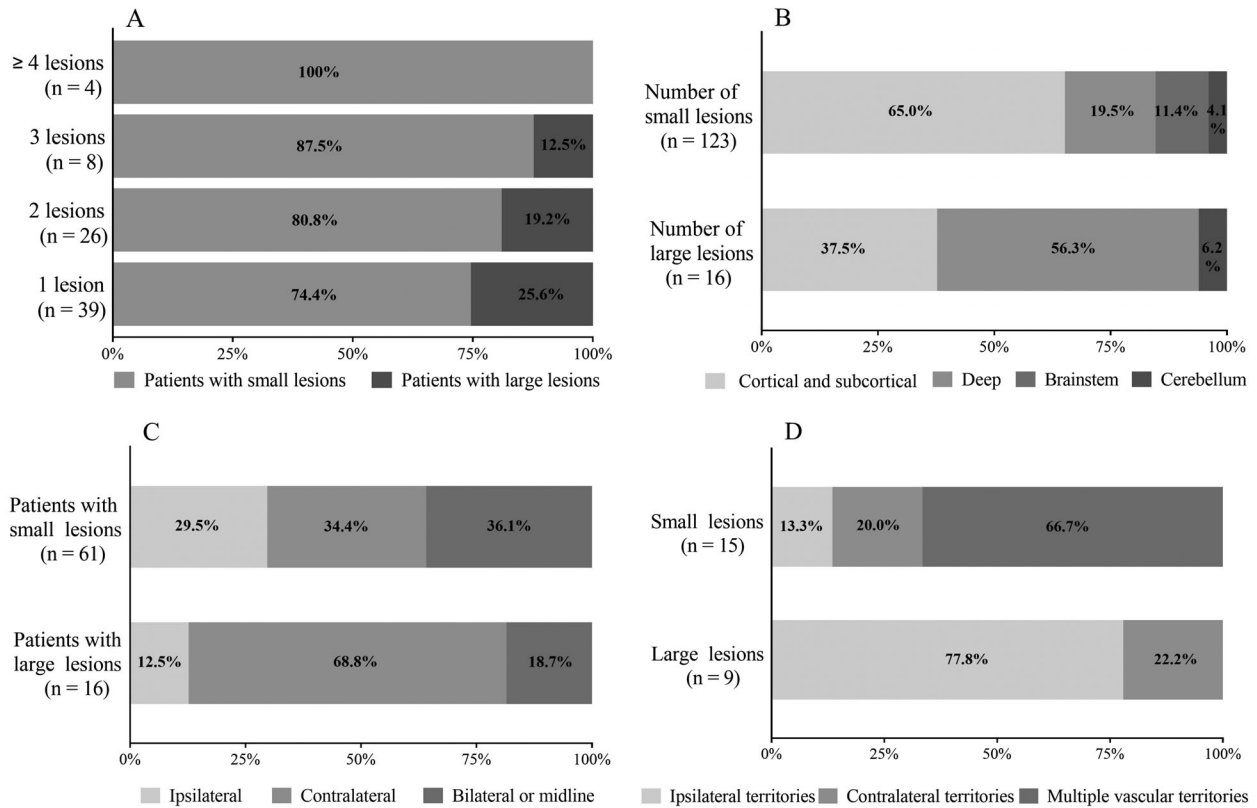 A
≥ 4 lesions
(n = 4)
100%
3 lesions
(n = 8)
87.5%
12.5%
2 lesions
(n = 26)
80.8%
19.2%
1 lesion
(n = 39)
74.4%
25.6%
0% 25% 50% 75% 100%
Patients with small lesions Patients with large lesions
B
Number of
small lesions
(n = 123)
65.0% 19.5% 11.4% 4.1
%
Number of
large lesions
(n = 16)
37.5% 56.3% 6.2
%
0% 25% 50% 75% 100%
Cortical and subcortical Deep Brainstem Cerebellum
C
Patients with
small lesions
(n = 61)
29.5% 34.4% 36.1%
Patients with
large lesions
(n = 16)
12.5% 68.8% 18.7%
0% 25% 50% 75% 100%
Ipsilateral Contralateral Bilateral or midline
D
Small lesions
(n = 15)
13.3% 20.0% 66.7%
Large lesions
(n = 9)
77.8% 22.2%
0% 25% 50% 75% 100%
Ipsilateral territories Contralateral territories Multiple vascular territories